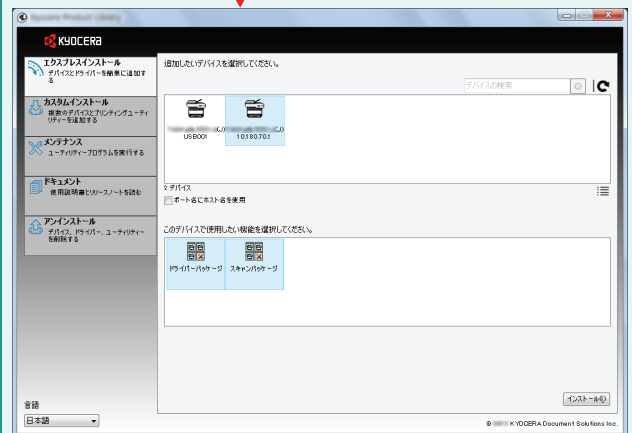 KYOCERA
エクスプレスインストール
デバイスとドライバーを簡単に追加す
る
カスタムインストール
複数のデバイスとプリンティングユーティ
リティーを追加する
メンテナンス
ユーティリティープログラムを実行する
ドキュメント
使用説明書とリリースノートを読む
アンインストール
デバイス、ドライバー、ユーティリティー
を削除する
言語
日本語
追加したいデバイスを選択してください。
デバイスの検索
USB001
10.180.70.1
2 デバイス
ポート名にホスト名を使用
このデバイスで使用したい機能を選択してください。
ドライバーパッケージ
スキャンパッケージ
インストール(I)
© KYOCERA Document Solutions Inc.